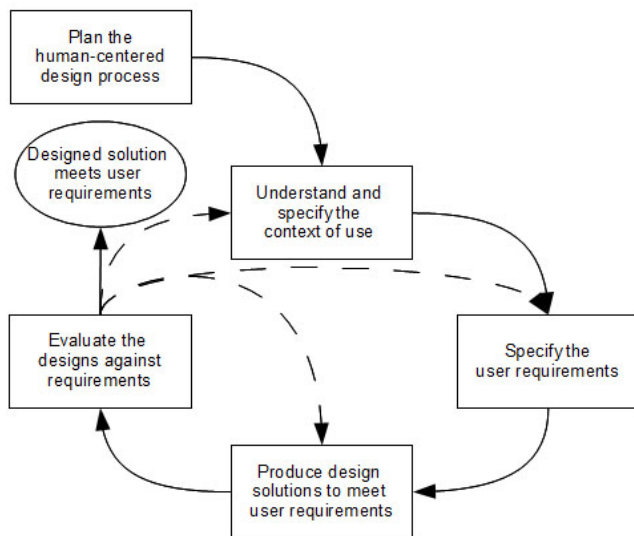 Plan the
human-centered
design process
Designed solution
meets user
requirements
Understand and
specify the
context of use
Evaluate the
designs against
requirements
Specify the
user requirements
Produce design
solutions to meet
user requirements